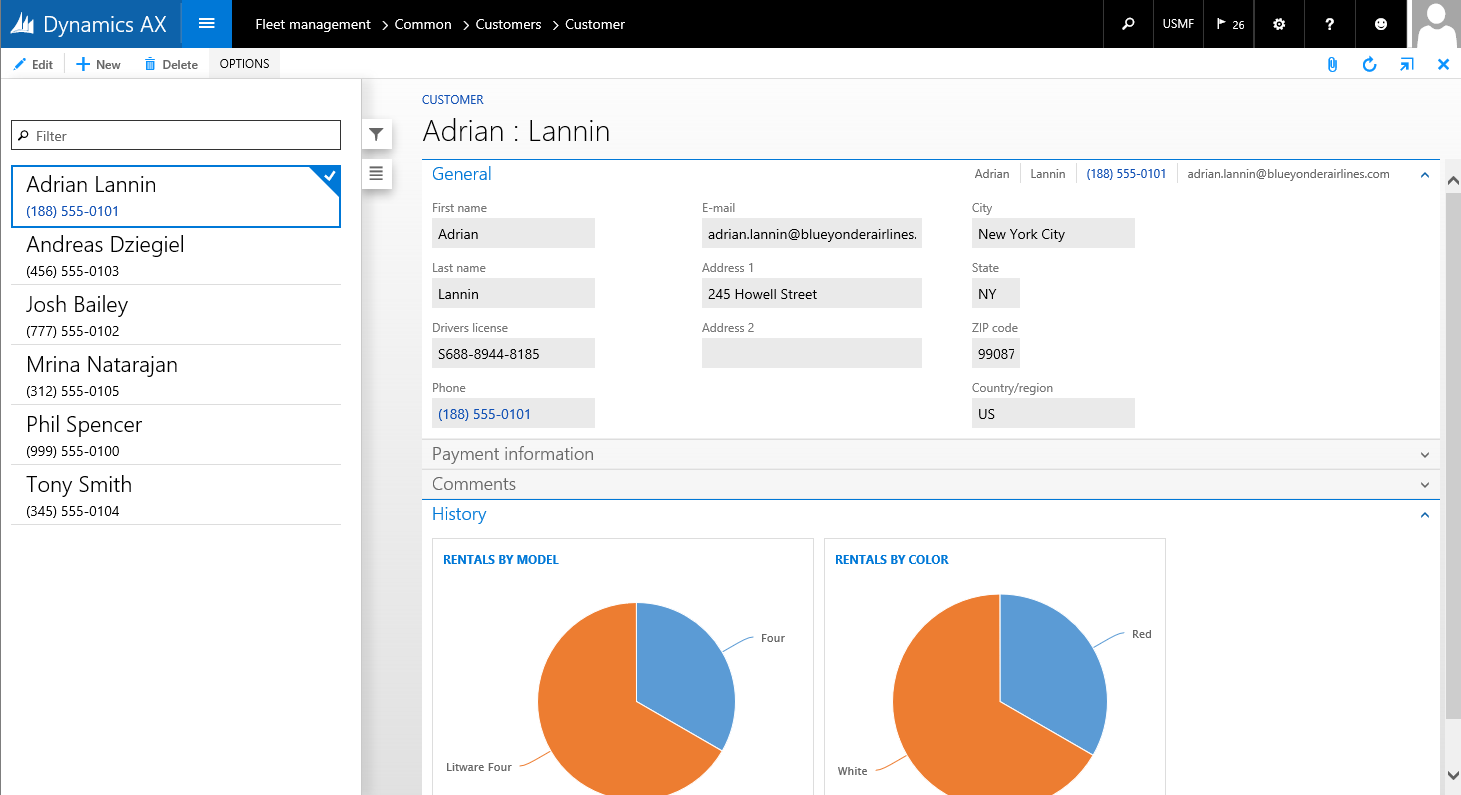 Dynamics AX
Fleet management > Common > Customers > Customer
USMF
26
?
Edit
New
Delete
OPTIONS
Filter
Adrian Lannin
(188) 555-0101
Andreas Dziegiel
(456) 555-0103
Josh Bailey
(777) 555-0102
Mrina Natarajan
(312) 555-0105
Phil Spencer
(999) 555-0100
Tony Smith
(345) 555-0104
CUSTOMER
Adrian : Lannin
General
Adrian
Lannin
(188) 555-0101
adrian.lannin@blueyonderairlines.com
First name
Adrian
Last name
Lannin
Drivers license
S688-8944-8185
Phone
(188) 555-0101
E-mail
adrian.lannin@blueyonderairlines.
Address 1
245 Howell Street
Address 2
City
New York City
State
NY
ZIP code
99087
Country/region
US
Payment information
Comments
History
RENTALS BY MODEL
Four
Litware Four
RENTALS BY COLOR
Red
White